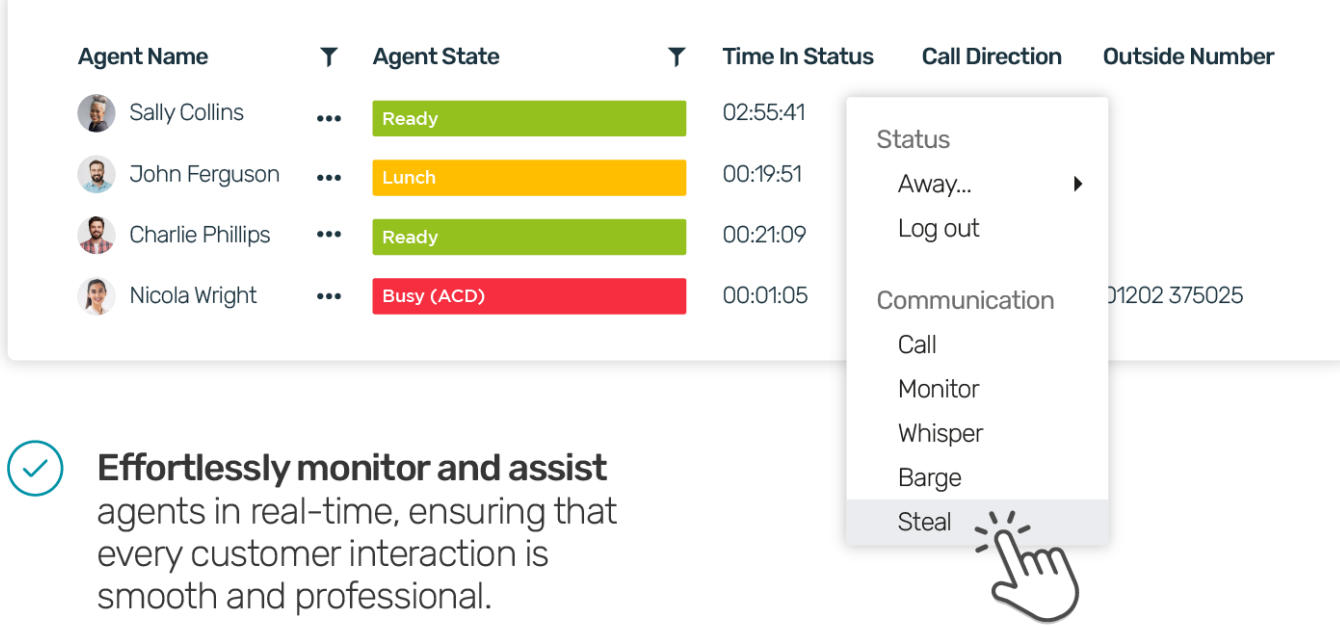 Agent Name Agent State Time In Status Call Direction Outside Number
Sally Collins Ready 02:55:41
John Ferguson Lunch 00:19:51
Charlie Phillips Ready 00:21:09
Nicola Wright Busy (ACD) 00:01:05 01202 375025
Status
Away...
Log out
Communication
Call
Monitor
Whisper
Barge
Steal
Effortlessly monitor and assist
agents in real-time, ensuring that
every customer interaction is
smooth and professional.